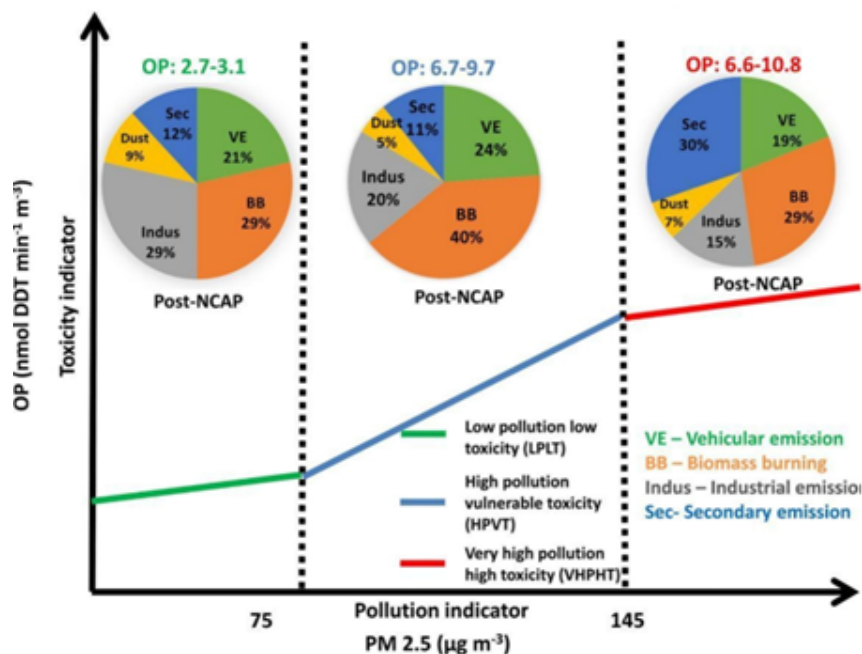 OP: 2.7-3.1
OP: 6.7-9.7
OP: 6.6-10.8
Sec
12%
VE
21%
Dust
9%
BB
29%
Indus
29%
Post-NCAP
Sec
11%
VE
24%
Dust
5%
Indus
20%
BB
40%
Post-NCAP
Sec
30%
VE
19%
Dust
7%
BB
29%
Indus
15%
Post-NCAP
OP (nmol DDT min⁻¹ m⁻³)
Toxicity indicator
Low pollution low
toxicity (LPLT)
High pollution
vulnerable toxicity
(HPVT)
Very high pollution
high toxicity (VHPHT)
VE – Vehicular emission
BB – Biomass burning
Indus – Industrial emission
Sec- Secondary emission
75
Pollution indicator
145
PM 2.5 (µg m⁻³)